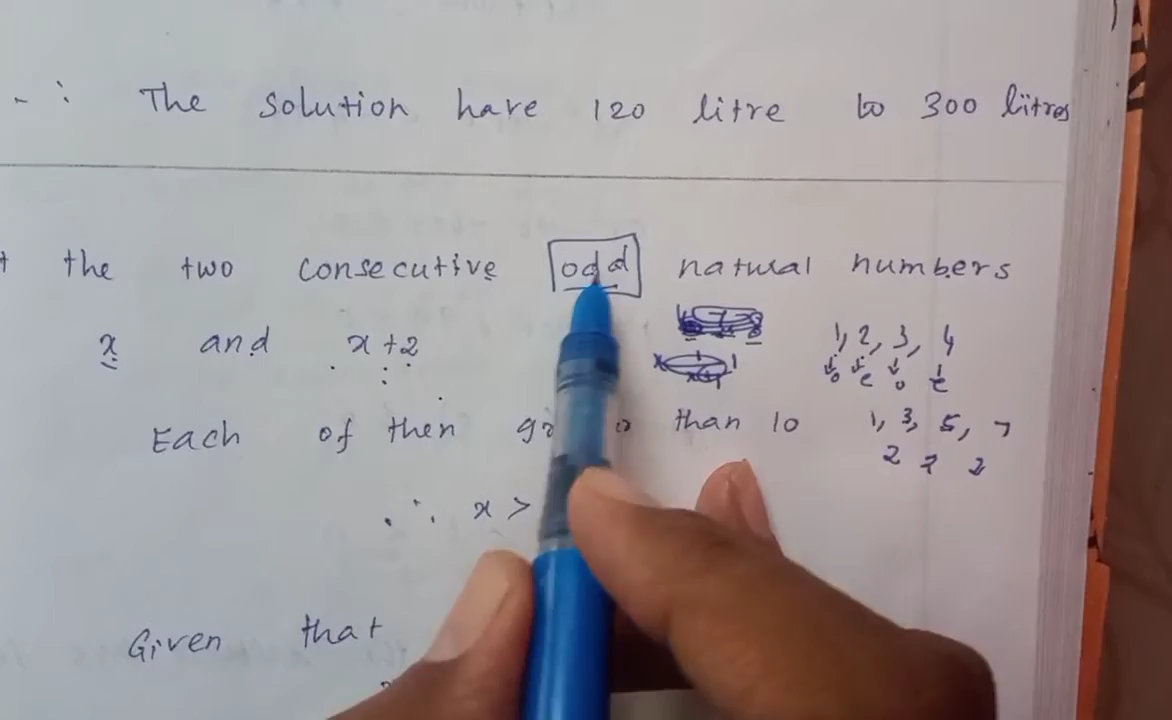 ∴ The solution have 120 litre to 300 litres
the two consecutive odd natural numbers
x and x+2
1, 2, 3, 4
o e o e
Each of then than 10
1, 3, 5, 7
2 2 2
∴ x >
Given that